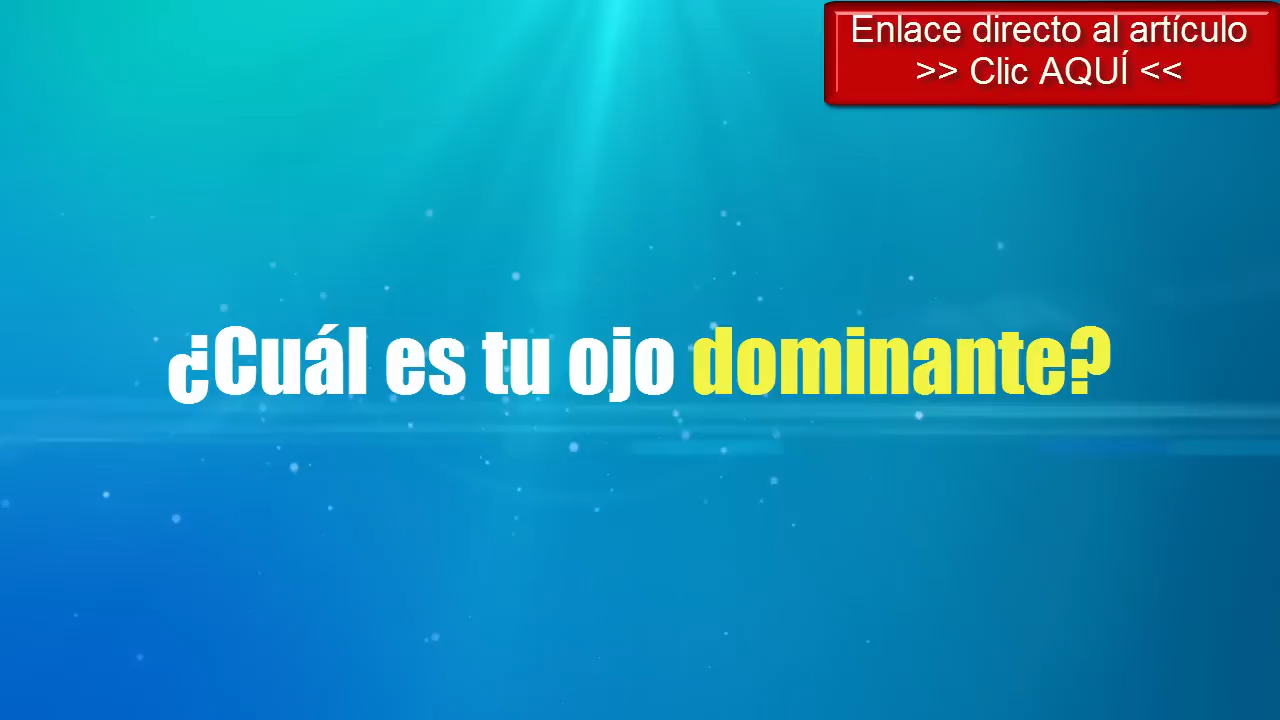 Enlace directo al artículo
>> Clic AQUÍ <<
¿Cuál es tu ojo dominante?